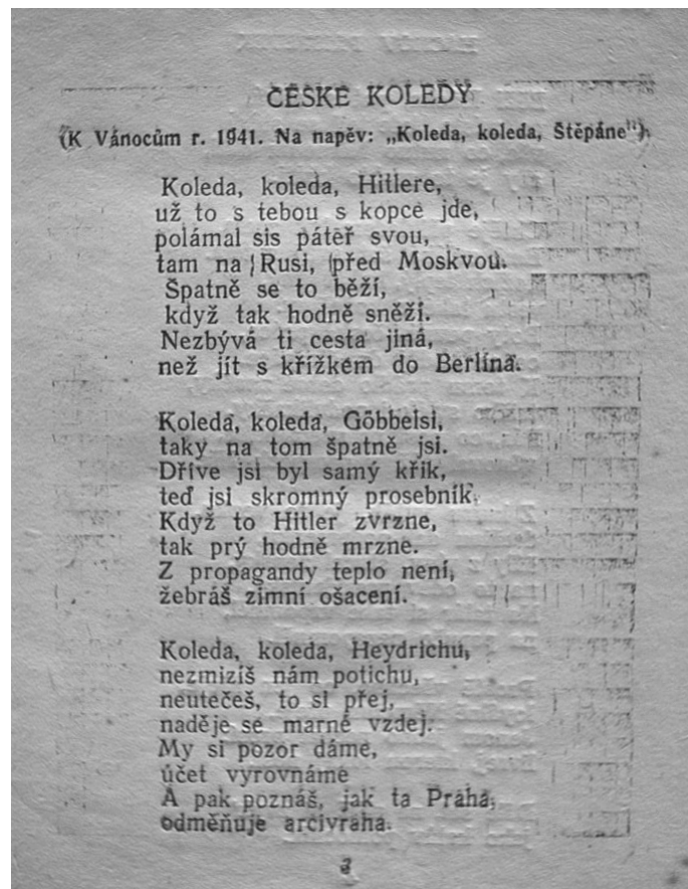 ČESKÉ KOLEDY
(K Vánocům r. 1941. Na napěv: „Koleda, koleda, Štěpáne").
Koleda, koleda, Hitlere,
už to s tebou s kopce jde,
polámal sis páteř svou,
tam na Rusi, před Moskvou.
Špatně se to běží,
když tak hodně sněží.
Nezbývá ti cesta jiná,
než jít s křížkem do Berlína.
Koleda, koleda, Göbbelsi,
taky na tom špatně jsi.
Dříve jsi byl samý křik,
teď jsi skromný prosebník.
Když to Hitler zvrzne,
tak prý hodně mrzne.
Z propagandy teplo není,
žebráš zimní ošacení.
Koleda, koleda, Heydrichu,
nezmizíš nám potichu,
neutečeš, to si přej,
naděje se marné vzdej.
My si pozor dáme,
účet vyrovnáme
A pak poznáš, jak ta Praha,
odměňuje arcivraha.